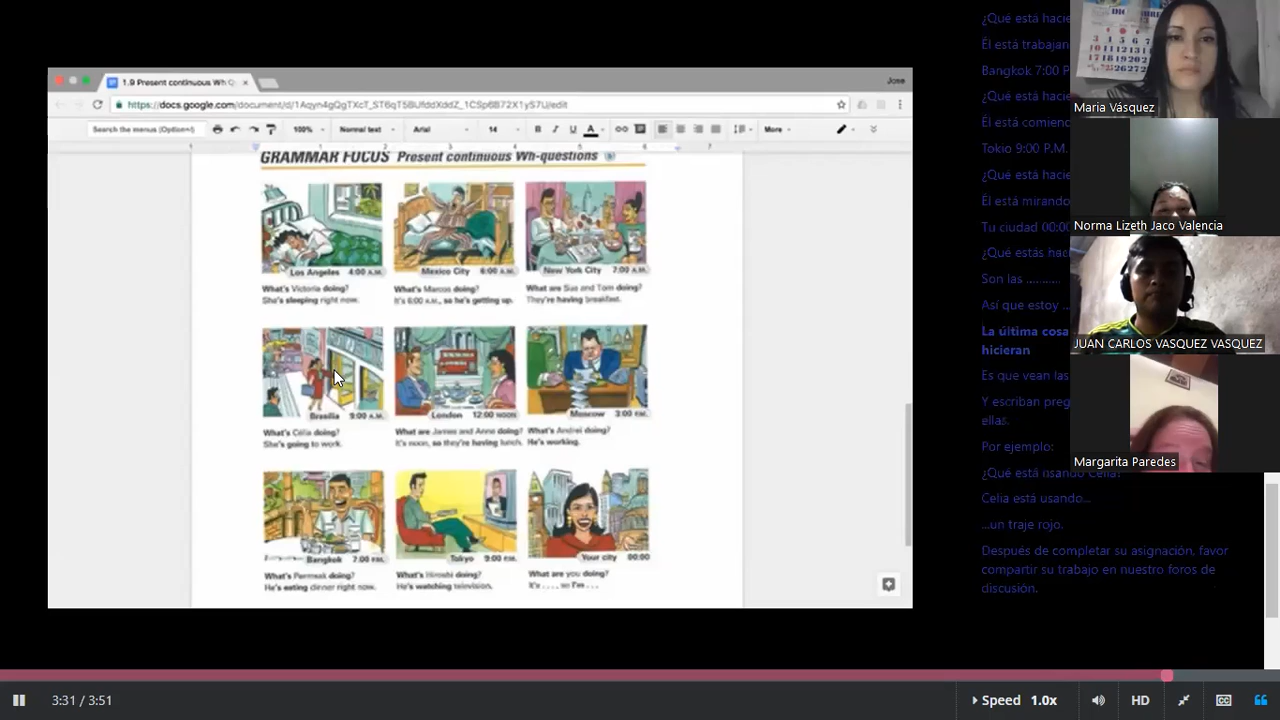 1.9 Present continuous Wh Q
Jose
https://docs.google.com/document/d/1Aqyn4gQgTXcT_ST6qT5BUfddXddZ_1CSp6B72X1yS7U/edit
Search the menus (Option+/)
100%
Normal text
Arial
14
B I U A
More
GRAMMAR FOCUS Present continuous Wh-questions
Los Angeles 4:00 A.M.
Mexico City 6:00 A.M.
New York City 7:00 A.M.
What's Victoria doing?
She's sleeping right now.
What's Marcos doing?
It's 6:00 A.M., so he's getting up.
What are Sue and Tom doing?
They're having breakfast.
Brasilia 9:00 A.M.
London 12:00 NOON
Moscow 3:00 P.M.
What's Célia doing?
She's going to work.
What are James and Anne doing?
It's noon, so they're having lunch.
What's Andrei doing?
He's working.
Bangkok 7:00 P.M.
Tokyo 9:00 P.M.
Your city 00:00
What's Permsak doing?
He's eating dinner right now.
What's Hiroshi doing?
He's watching television.
What are you doing?
It's . . . , so I'm . . .
¿Qué está hacie
Él está trabajan
Bangkok 7:00 P
¿Qué está hacie
Él está comiend
Tokio 9:00 P.M.
¿Qué está hacie
Él está mirando
Tu ciudad 00:00
¿Qué estás hac
Son las ..........
Así que estoy ..
La última cosa
hicieran
Es que vean las
Y escriban preg
ellas.
Por ejemplo:
¿Qué está usando Celia?
Celia está usando...
...un traje rojo.
Después de completar su asignación, favor
compartir su trabajo en nuestro foros de
discusión.
Maria Vásquez
Norma Lizeth Jaco Valencia
JUAN CARLOS VASQUEZ VASQUEZ
Margarita Paredes
3:31 / 3:51
Speed 1.0x
HD
CC